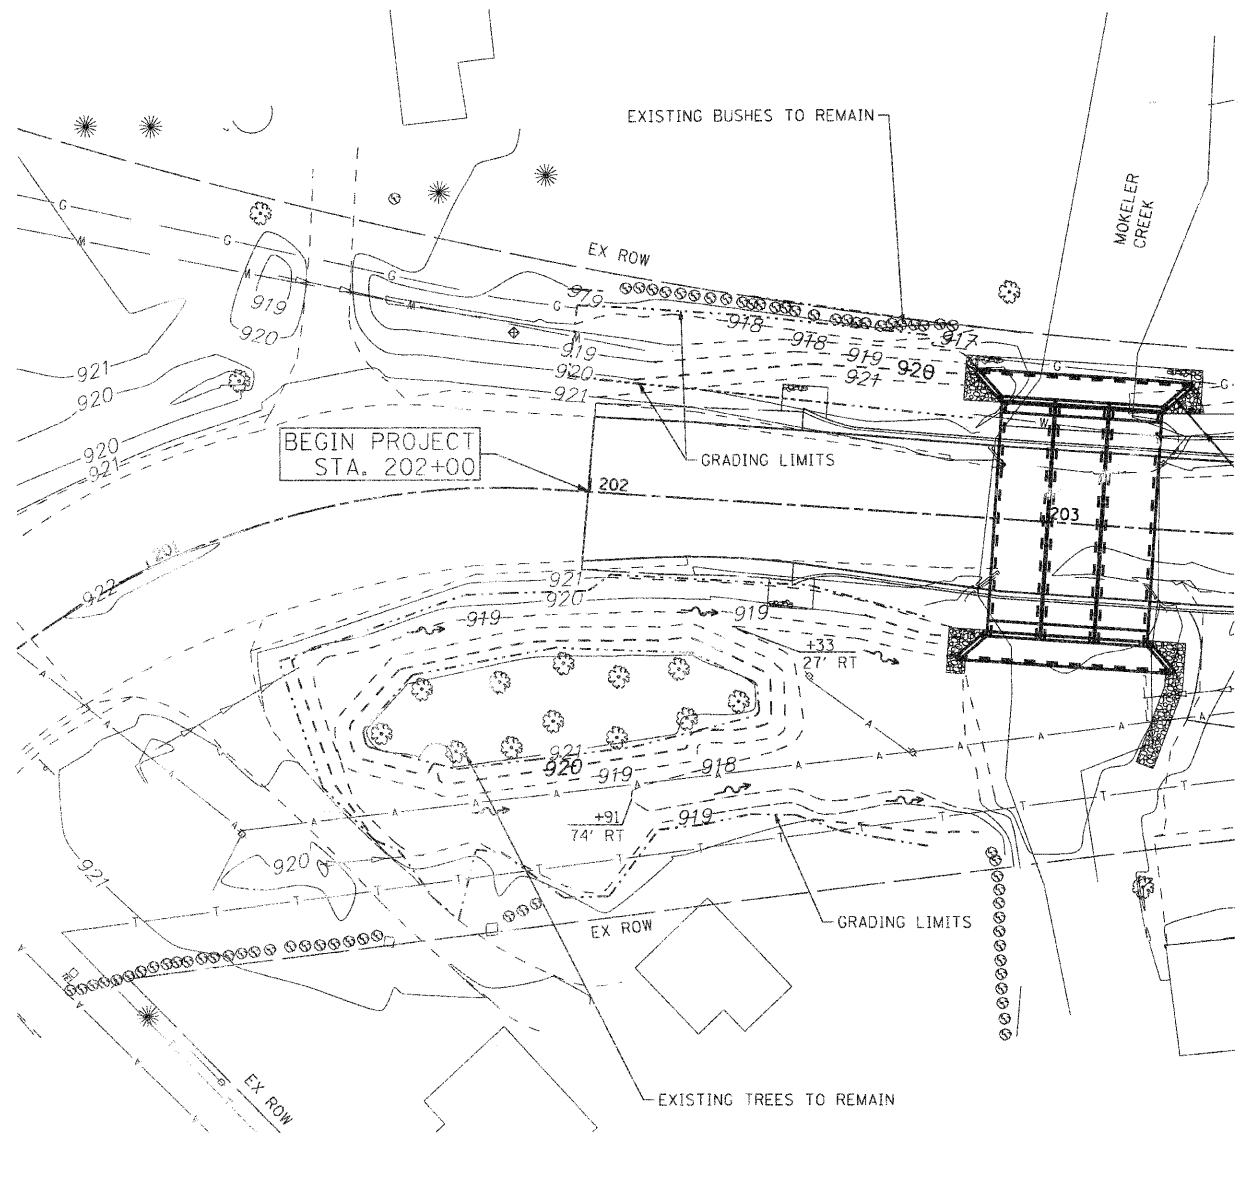 EXISTING BUSHES TO REMAIN
MOKELER
CREEK
EX ROW
G
G
G
G
G
G
W
W
W
W
W
919
920
919
918
918
917
919
920
921
919
920
921
921
920
920
921
BEGIN PROJECT
STA. 202+00
GRADING LIMITS
202
203
201
922
921
920
919
919
+33
27' RT
921
920
919
918
+91
74' RT
919
920
921
A
A
A
A
A
A
A
A
A
A
A
A
T
T
T
T
T
T
T
T
T
T
EX ROW
GRADING LIMITS
EX ROW
EXISTING TREES TO REMAIN